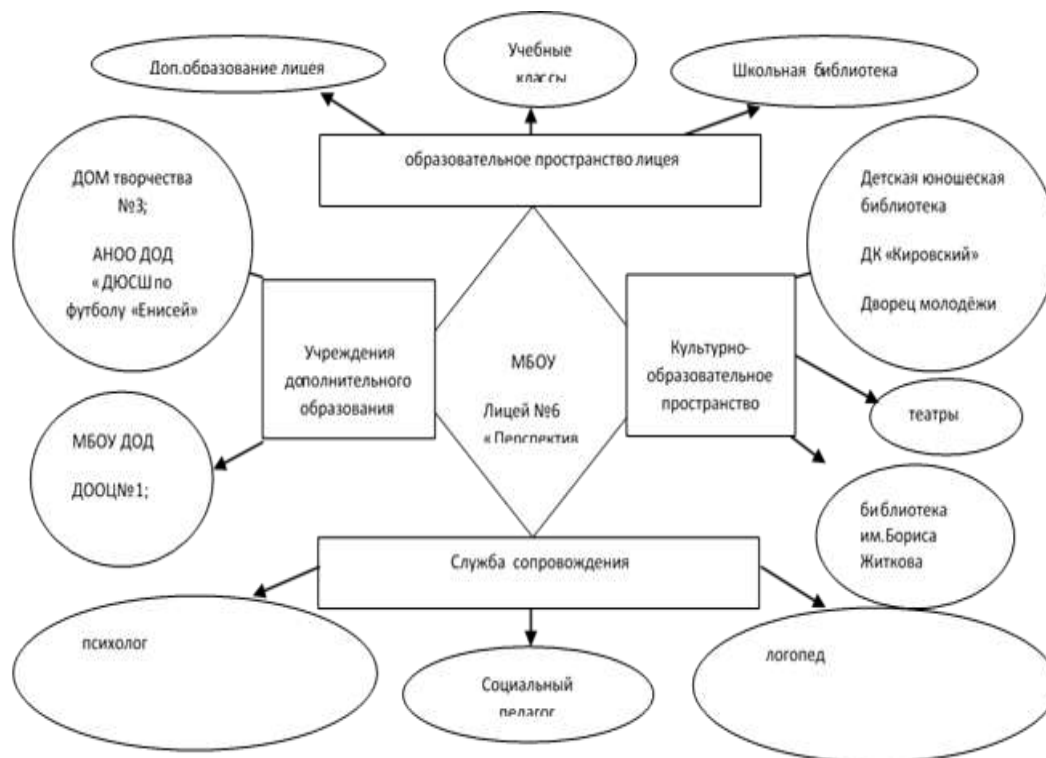 Доп.образование лицея
Учебные
классы
Школьная библиотека
образовательное пространство лицея
ДОМ творчества
№3;
АНОО ДОД
«ДЮСШ по
футболу «Енисей»
Детская юношеская
библиотека
ДК «Кировский»
Дворец молодёжи
Учреждения
дополнительного
образования
МБОУ
Лицей №6
«Перспектив
Культурно-
образовательное
пространство
театры
МБОУ ДОД
ДООЦ№1;
библиотека
им.Бориса
Житкова
Служба сопровождения
психолог
Социальный
педагог
логопед